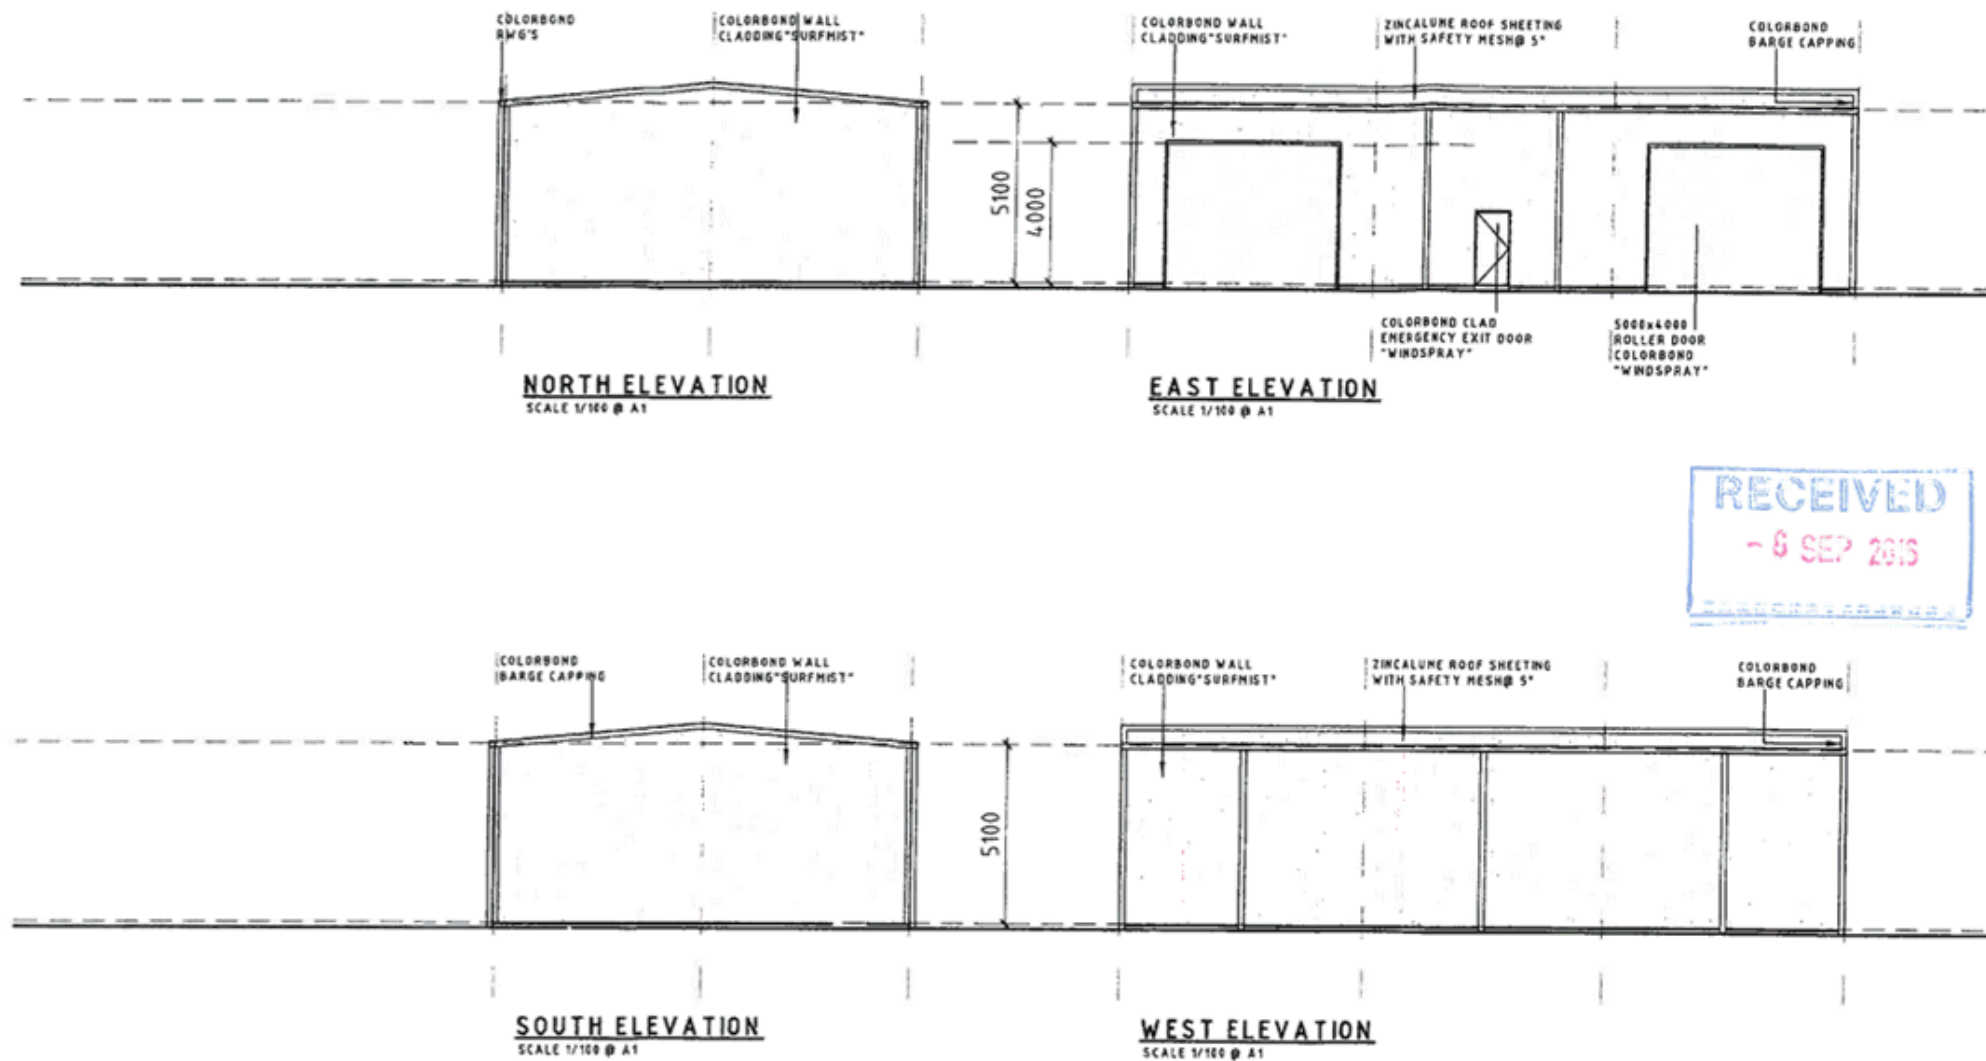 COLORBOND
RWG'S
COLORBOND WALL
CLADDING"SURFMIST"
COLORBOND WALL
CLADDING"SURFMIST"
ZINCALUME ROOF SHEETING
WITH SAFETY MESH@ 5°
COLORBOND
BARGE CAPPING
5100
4000
COLORBOND CLAD
EMERGENCY EXIT DOOR
"WINDSPRAY"
5000x4000
ROLLER DOOR
COLORBOND
"WINDSPRAY"
NORTH ELEVATION
SCALE 1/100 @ A1
EAST ELEVATION
SCALE 1/100 @ A1
RECEIVED
- 6 SEP 2016
COLORBOND
BARGE CAPPING
COLORBOND WALL
CLADDING"SURFMIST"
COLORBOND WALL
CLADDING"SURFMIST"
ZINCALUME ROOF SHEETING
WITH SAFETY MESH@ 5°
COLORBOND
BARGE CAPPING
5100
SOUTH ELEVATION
SCALE 1/100 @ A1
WEST ELEVATION
SCALE 1/100 @ A1